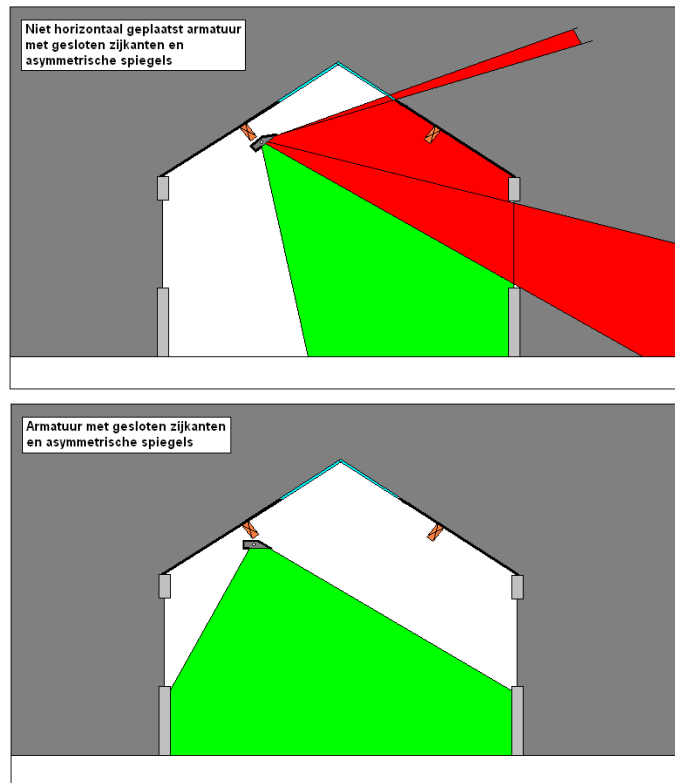 Niet horizontaal geplaatst armatuur
met gesloten zijkanten en
asymmetrische spiegels
Armatuur met gesloten zijkanten
en asymmetrische spiegels